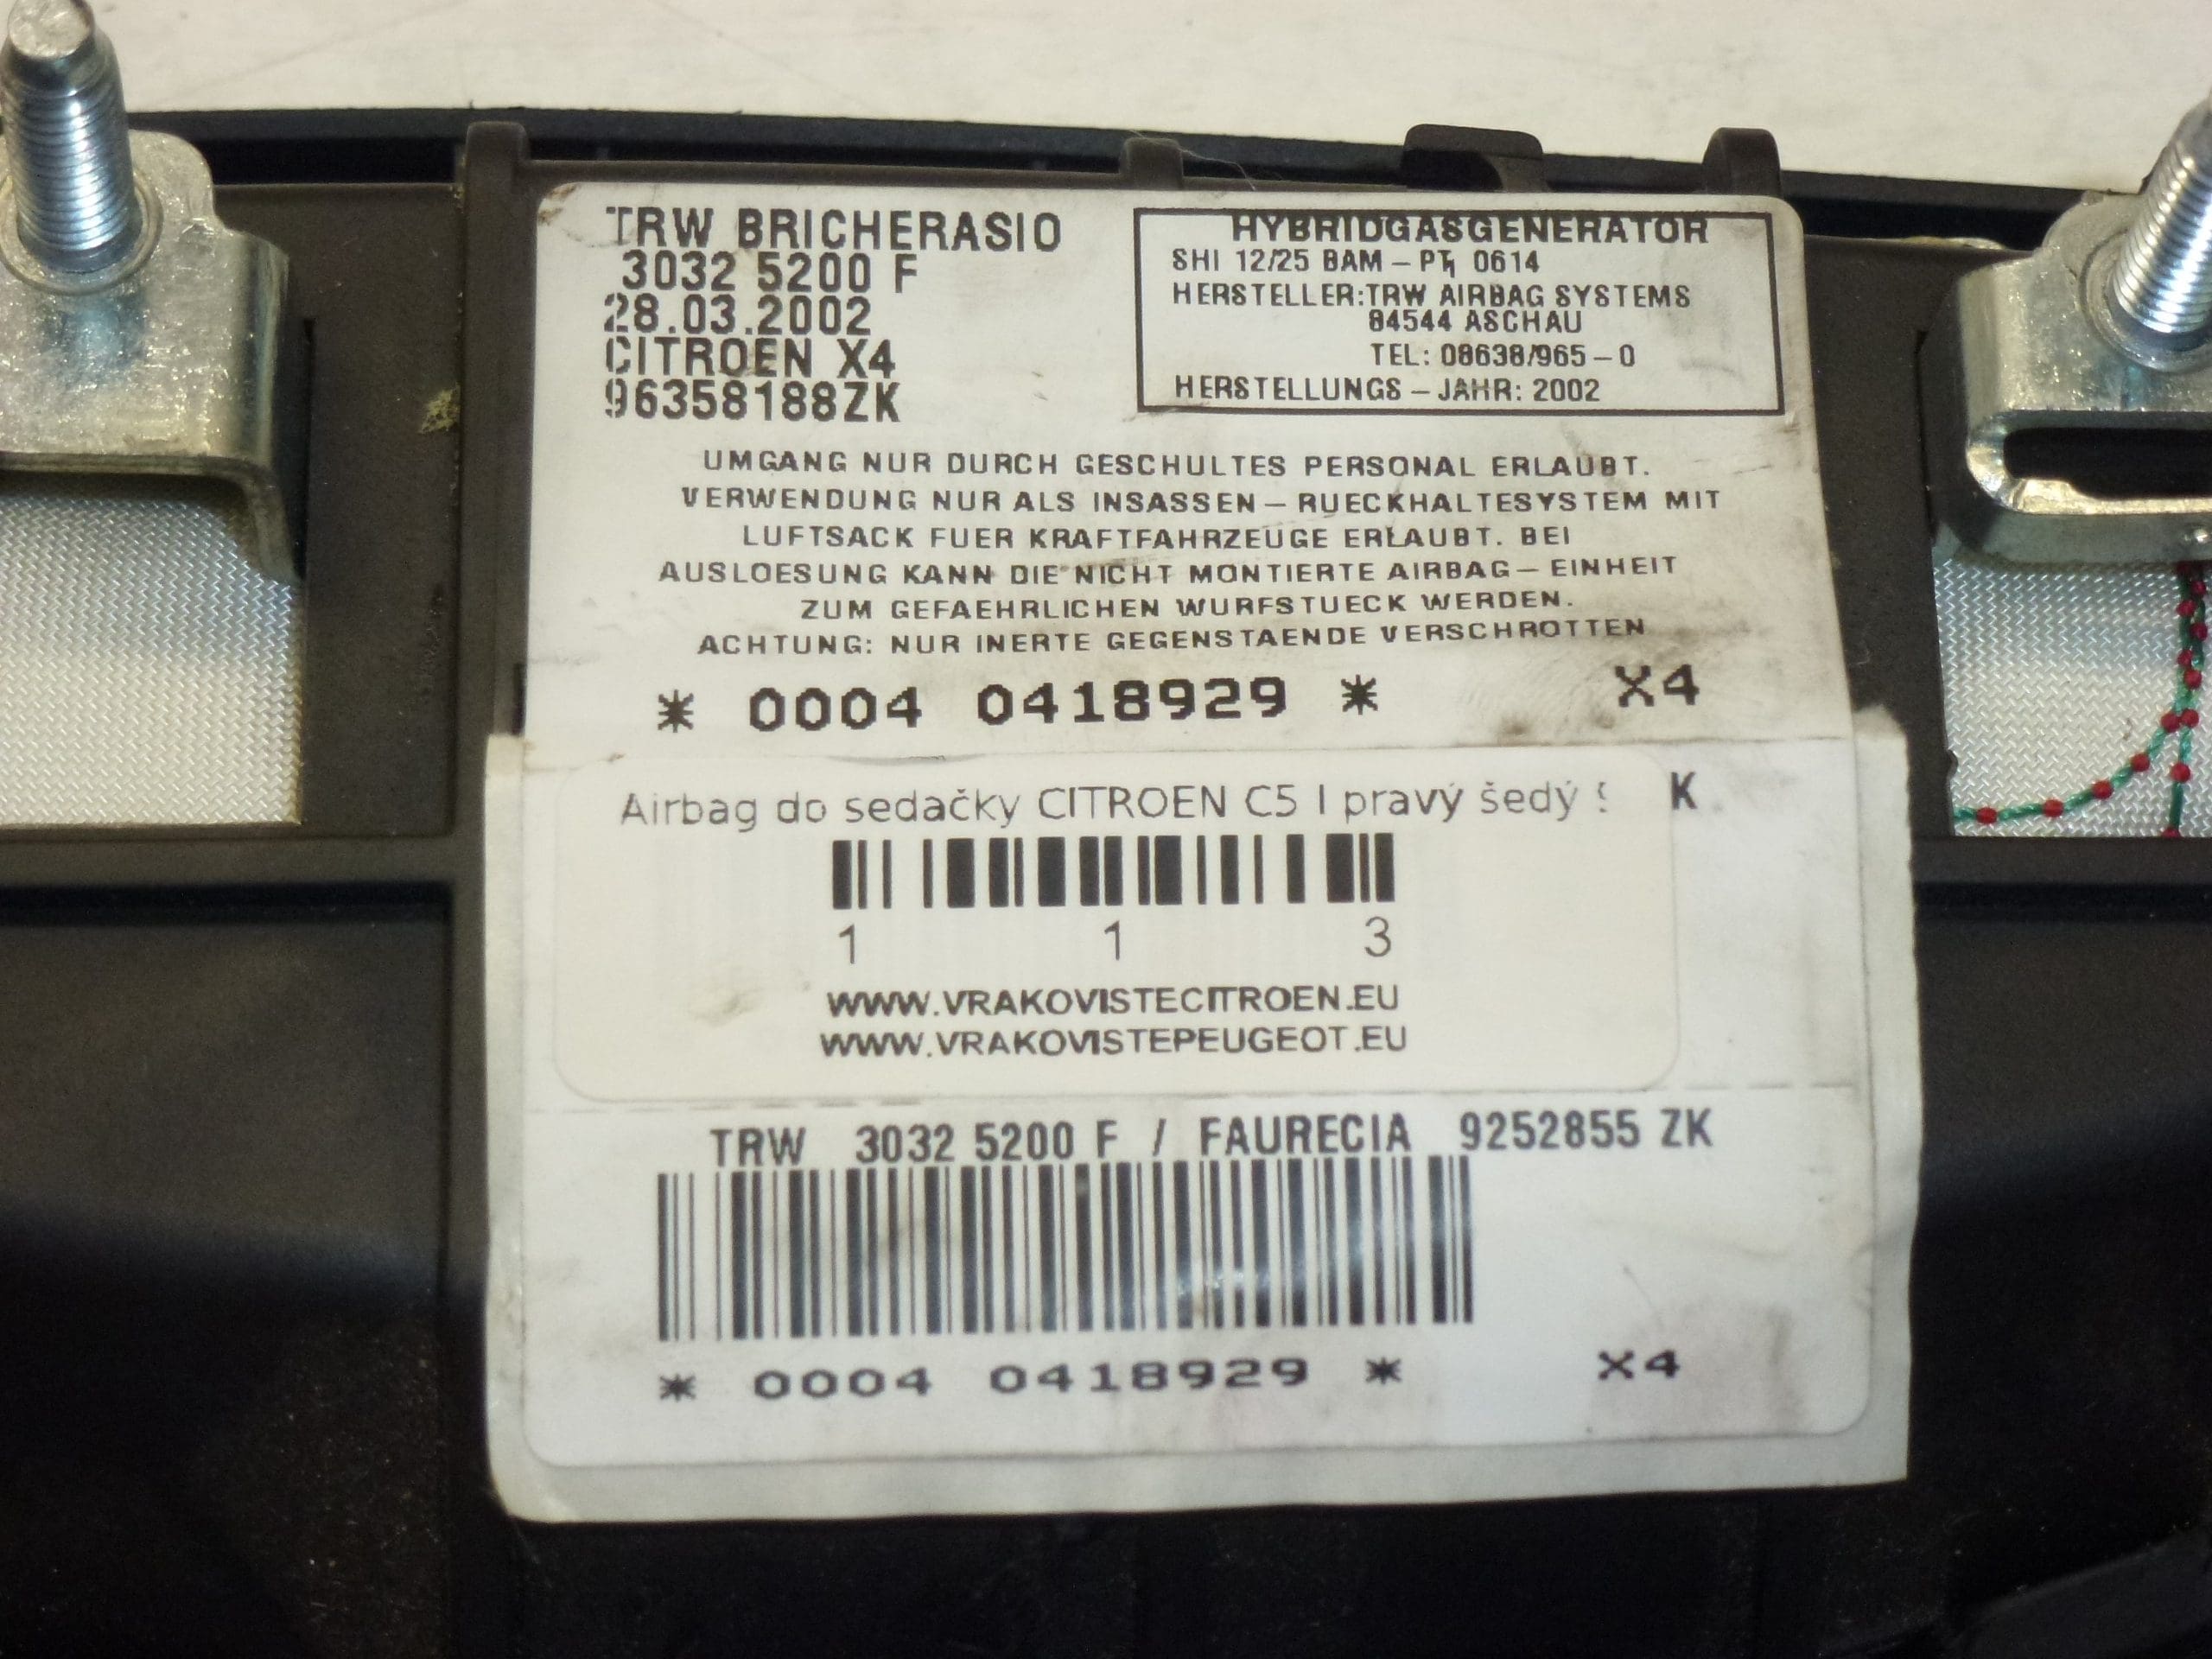 TRW BRICHERASIO
3032 5200 F
28.03.2002
CITROEN X4
96358188ZK
HYBRIDGASGENERATOR
SHI 12/25 BAM – PT1 0614
HERSTELLER:TRW AIRBAG SYSTEMS
84544 ASCHAU
TEL: 08638/965 – 0
HERSTELLUNGS – JAHR: 2002
UMGANG NUR DURCH GESCHULTES PERSONAL ERLAUBT.
VERWENDUNG NUR ALS INSASSEN – RUECKHALTESYSTEM MIT
LUFTSACK FUER KRAFTFAHRZEUGE ERLAUBT. BEI
AUSLOESUNG KANN DIE NICHT MONTIERTE AIRBAG – EINHEIT
ZUM GEFAEHRLICHEN WURFSTUECK WERDEN.
ACHTUNG: NUR INERTE GEGENSTAENDE VERSCHROTTEN
* 0004 0418929 * X4
Airbag do sedačky CITROEN C5 I pravý šedý K
1 1 3
WWW.VRAKOVISTECITROEN.EU
WWW.VRAKOVISTEPEUGEOT.EU
TRW 3032 5200 F / FAURECIA 9252855 ZK
* 0004 0418929 * X4